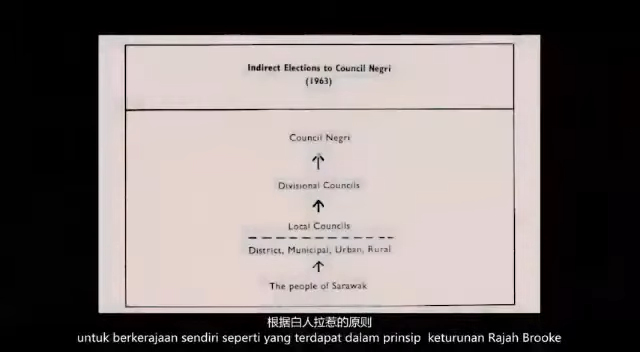 Indirect Elections to Council Negri
(1963)
Council Negri
Divisional Councils
Local Councils
District, Municipal, Urban, Rural
The people of Sarawak
根据白人拉惹的原则
untuk berkerajaan sendiri seperti yang terdapat dalam prinsip keturunan Rajah Brooke